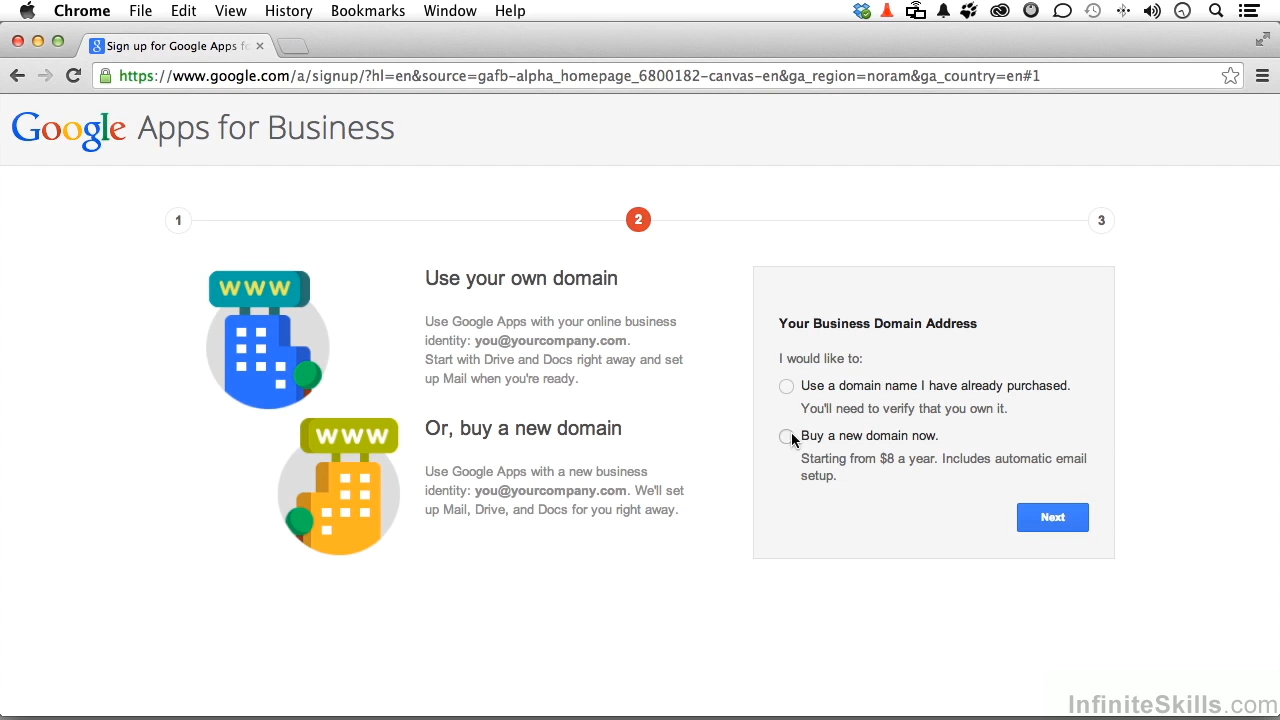 Chrome File Edit View History Bookmarks Window Help
Sign up for Google Apps fo
https://www.google.com/a/signup/?hl=en&source=gafb-alpha_homepage_6800182-canvas-en&ga_region=noram&ga_country=en#1
Google Apps for Business
1 2 3
WWW
Use your own domain
Use Google Apps with your online business
identity: you@yourcompany.com.
Start with Drive and Docs right away and set
up Mail when you're ready.
WWW
Or, buy a new domain
Use Google Apps with a new business
identity: you@yourcompany.com. We'll set
up Mail, Drive, and Docs for you right away.
Your Business Domain Address
I would like to:
Use a domain name I have already purchased.
You'll need to verify that you own it.
Buy a new domain now.
Starting from $8 a year. Includes automatic email
setup.
Next
InfiniteSkills.com